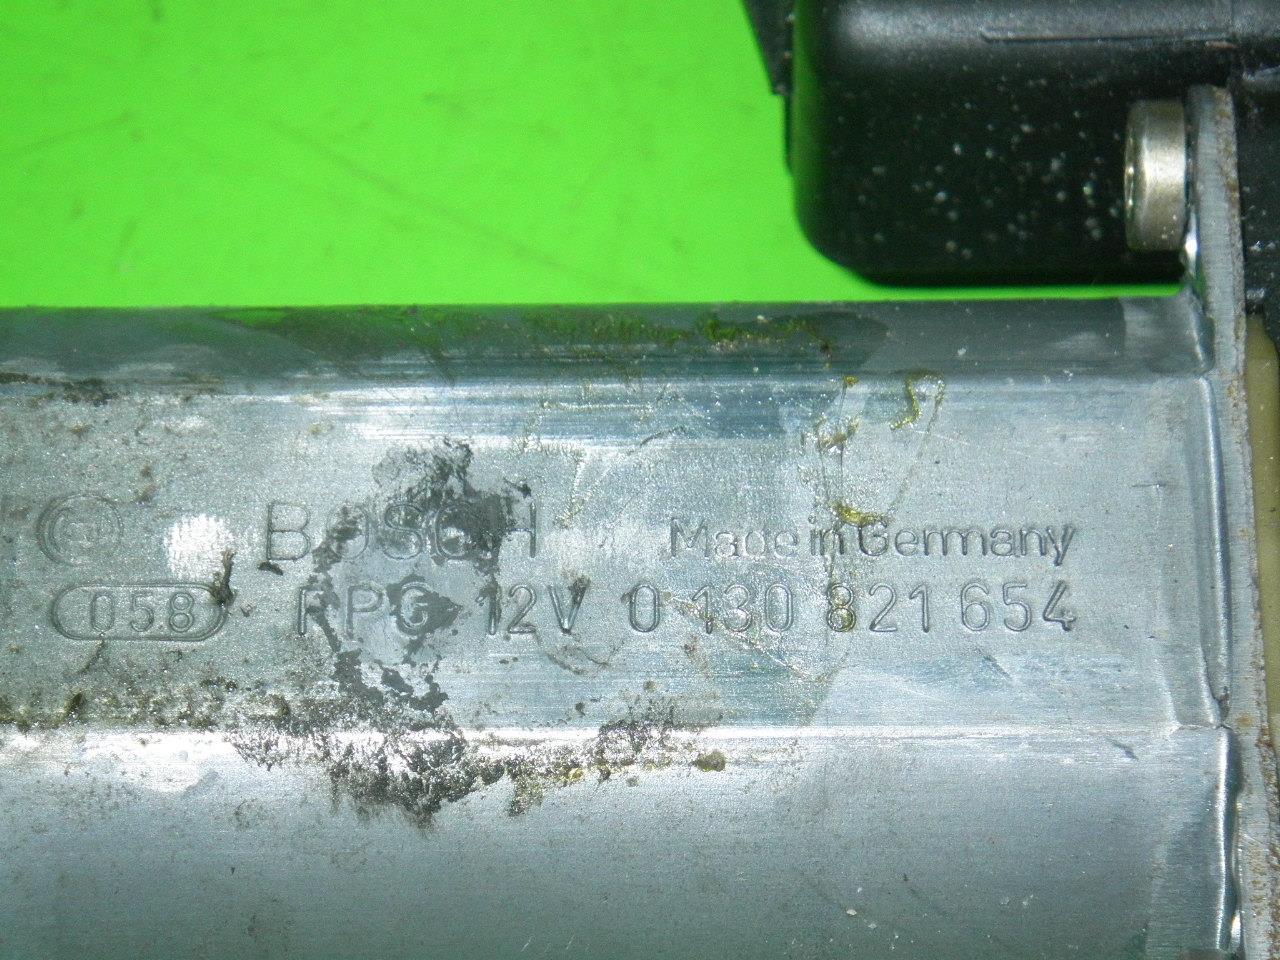 BOSCH Made in Germany
058 FPG 12V 0 130 821 654